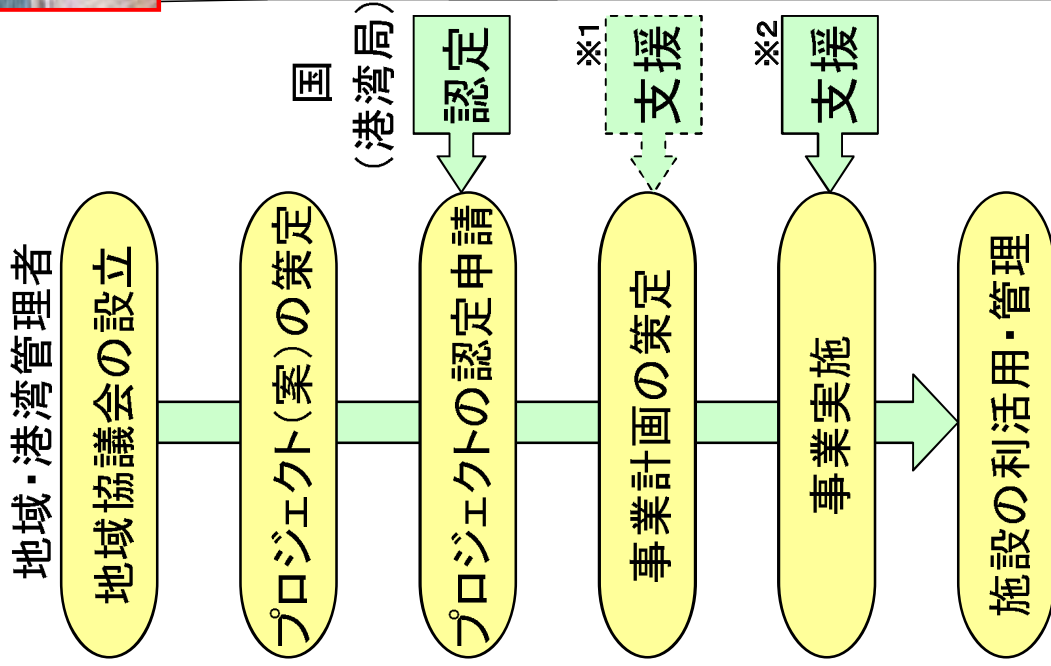 地域・港湾管理者
国
(港湾局)
地域協議会の設立
プロジェクト(案)の策定
プロジェクトの認定申請
認定
事業計画の策定
※1
支援
事業実施
※2
支援
施設の利活用・管理